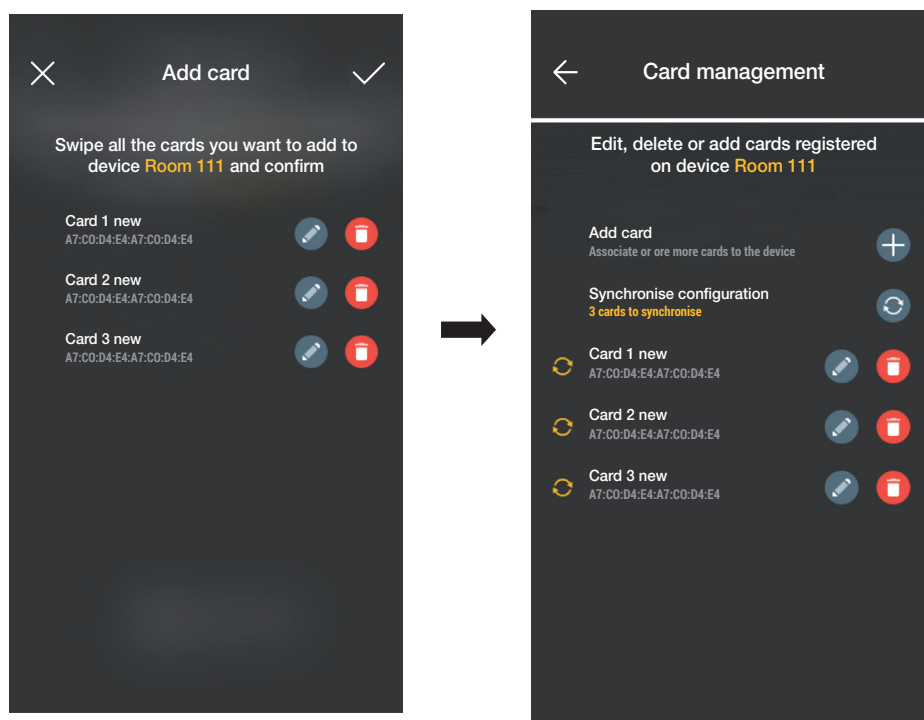 Add card
Swipe all the cards you want to add to
device Room 111 and confirm
Card 1 new
A7:C0:D4:E4:A7:C0:D4:E4
Card 2 new
A7:C0:D4:E4:A7:C0:D4:E4
Card 3 new
A7:C0:D4:E4:A7:C0:D4:E4
Card management
Edit, delete or add cards registered
on device Room 111
Add card
Associate or ore more cards to the device
Synchronise configuration
3 cards to synchronise
Card 1 new
A7:C0:D4:E4:A7:C0:D4:E4
Card 2 new
A7:C0:D4:E4:A7:C0:D4:E4
Card 3 new
A7:C0:D4:E4:A7:C0:D4:E4